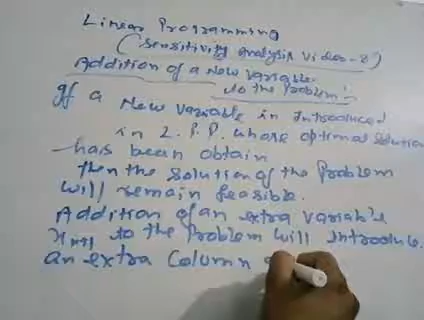 Linear Programming
(Sensitivity analysis Video-8)
Addition of a New Variable
to the Problem:
If a New Variable in Introduced
in L.P.P. whose optimal solution
has been obtain
then the solution of the Problem
will remain feasible.
Addition of an extra variable
to the Problem will Introduce
an extra Column